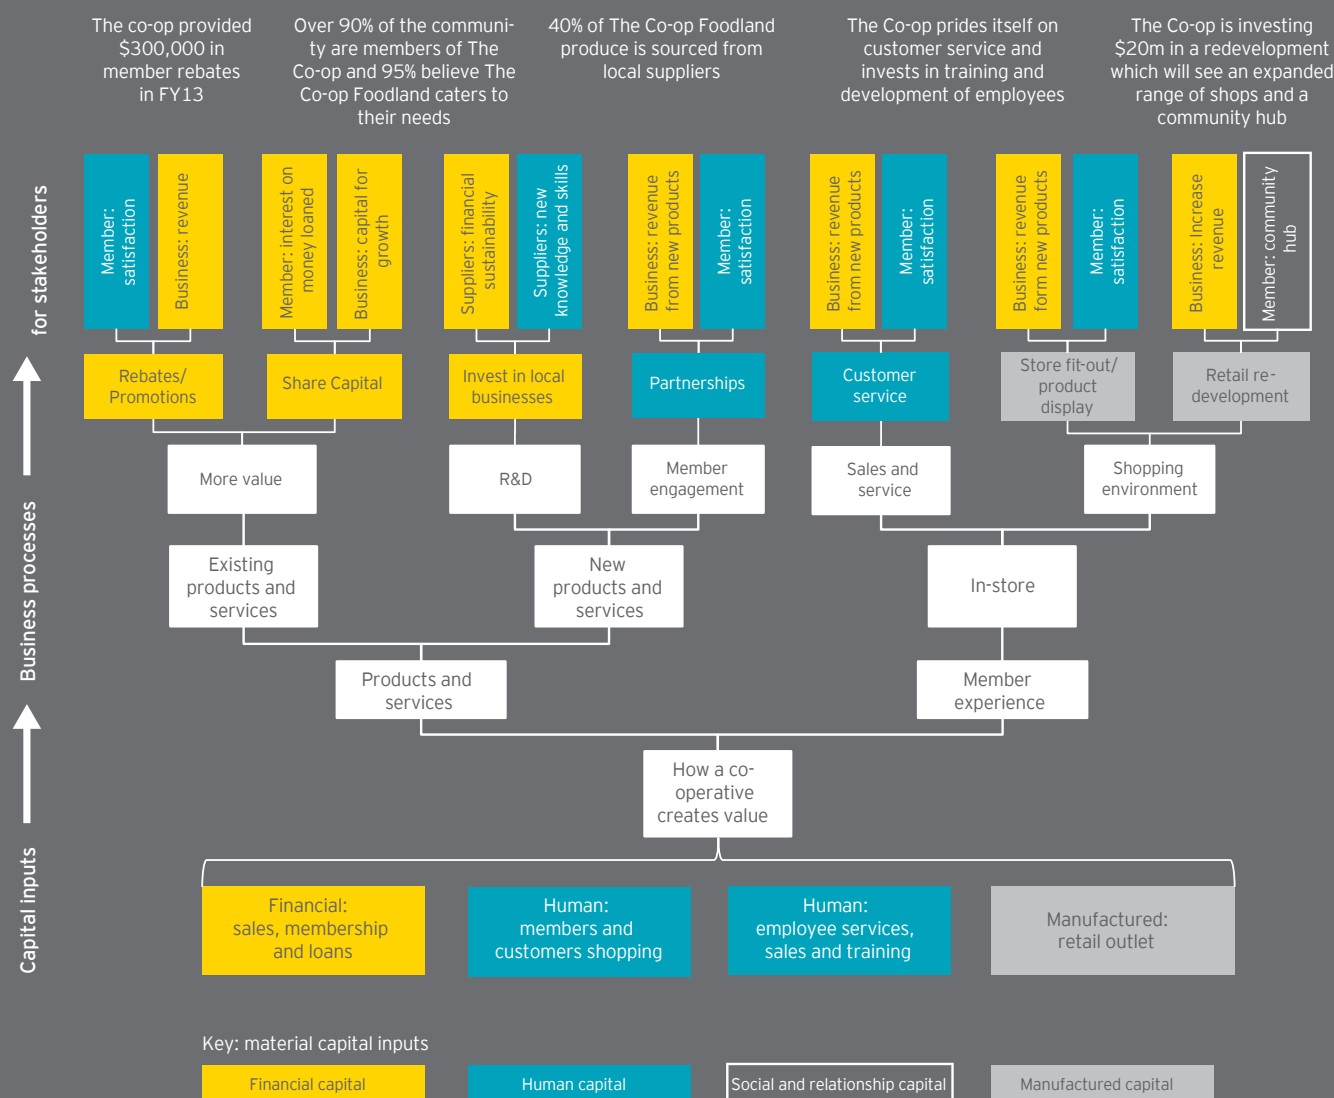 The co-op provided
$300,000 in
member rebates
in FY13
Over 90% of the communi-
ty are members of The
Co-op and 95% believe The
Co-op Foodland caters to
their needs
40% of The Co-op Foodland
produce is sourced from
local suppliers
The Co-op prides itself on
customer service and
invests in training and
development of employees
The Co-op is investing
$20m in a redevelopment
which will see an expanded
range of shops and a
community hub
for stakeholders
Member:
satisfaction
Business: revenue
Member: interest on
money loaned
Business: capital for
growth
Suppliers: financial
sustainability
Suppliers: new
knowledge and skills
Business: revenue
from new products
Member:
satisfaction
Business: revenue
from new products
Member:
satisfaction
Business: revenue
form new products
Member:
satisfaction
Business: Increase
revenue
Member: community
hub
Rebates/
Promotions
Share Capital
Invest in local
businesses
Partnerships
Customer
service
Store fit-out/
product
display
Retail re-
development
Business processes
More value
R&D
Member
engagement
Sales and
service
Shopping
environment
Existing
products and
services
New
products and
services
In-store
Products and
services
Member
experience
How a co-
operative
creates value
Capital inputs
Financial:
sales, membership
and loans
Human:
members and
customers shopping
Human:
employee services,
sales and training
Manufactured:
retail outlet
Key: material capital inputs
Financial capital
Human capital
Social and relationship capital
Manufactured capital